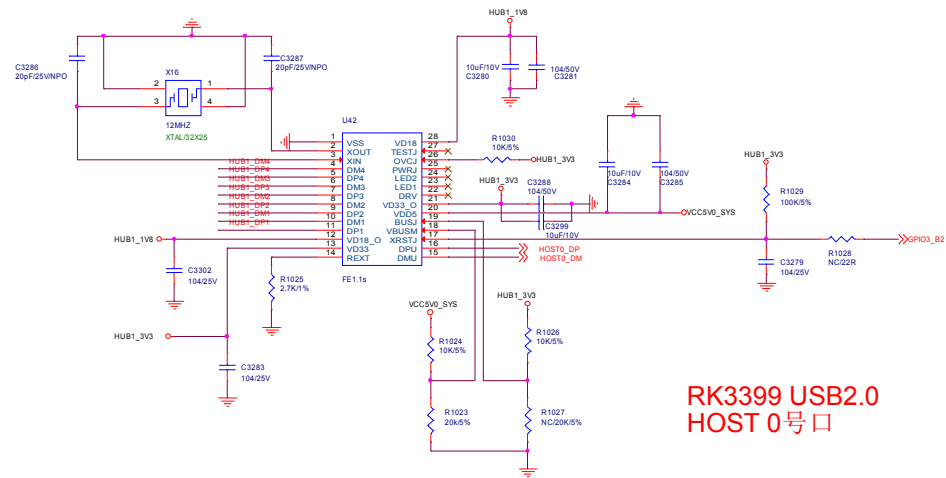 HUB1_1V8
C3286
20pF/25V/NPO
C3287
20pF/25V/NPO
X16
2
1
3
4
12MHZ
XTAL/32X25
10uF/10V
C3280
104/50V
C3281
U42
1
2
3
4
5
6
7
8
9
10
11
12
13
14
VSS
XOUT
XIN
DM4
DP4
DM3
DP3
DM2
DP2
DM1
DP1
VD18_O
VD33
REXT
VD18
TESTJ
OVCJ
PWRJ
LED2
LED1
DRV
VD33_O
VDD5
BUSJ
VBUSM
XRSTJ
DPU
DMU
28
27
26
25
24
23
22
21
20
19
18
17
16
15
FE1.1s
HUB1_DM4
HUB1_DP4
HUB1_DM3
HUB1_DP3
HUB1_DM2
HUB1_DP2
HUB1_DM1
HUB1_DP1
R1030
10K/5%
HUB1_3V3
HUB1_3V3
C3288
104/50V
C3299
10uF/10V
10uF/10V
C3284
104/50V
C3285
VCC5V0_SYS
HUB1_3V3
R1029
100K/5%
R1028
NC/22R
GPIO3_B2
C3279
104/25V
HOST0_DP
HOST0_DM
HUB1_1V8
C3302
104/25V
R1025
2.7K/1%
HUB1_3V3
C3283
104/25V
VCC5V0_SYS
R1024
10K/5%
R1023
20k/5%
HUB1_3V3
R1026
10K/5%
R1027
NC/20K/5%
RK3399 USB2.0
HOST 0号口